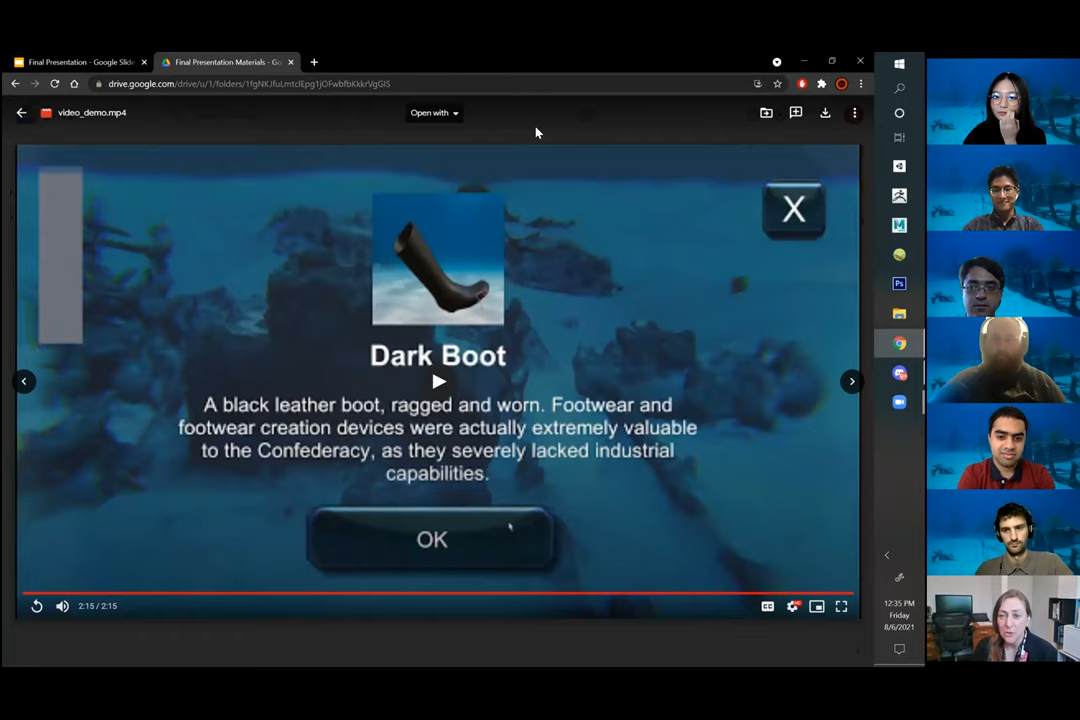 Final Presentation - Google Slide
Final Presentation Materials - Go
drive.google.com/drive/u/1/folders/
video_demo.mp4
Open with
X
Dark Boot
A black leather boot, ragged and worn. Footwear and
footwear creation devices were actually extremely valuable
to the Confederacy, as they severely lacked industrial
capabilities.
OK
2:15 / 2:15
CC
Ps
12:35 PM
Friday
8/6/2021